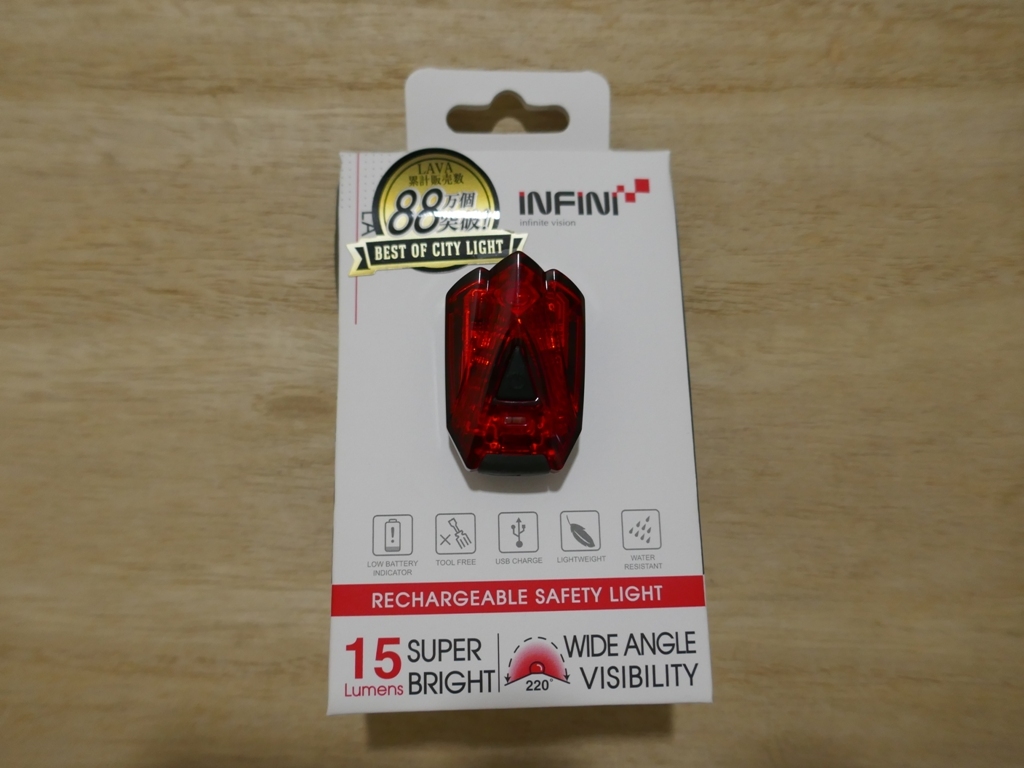 LAVA
累計販売数
88万個
突破!!
BEST OF CITY LIGHT
INFINI
infinite vision
LOW BATTERY
INDICATOR
TOOL FREE
USB CHARGE
LIGHTWEIGHT
WATER
RESISTANT
RECHARGEABLE SAFETY LIGHT
15
Lumens
SUPER
BRIGHT
220°
WIDE ANGLE
VISIBILITY